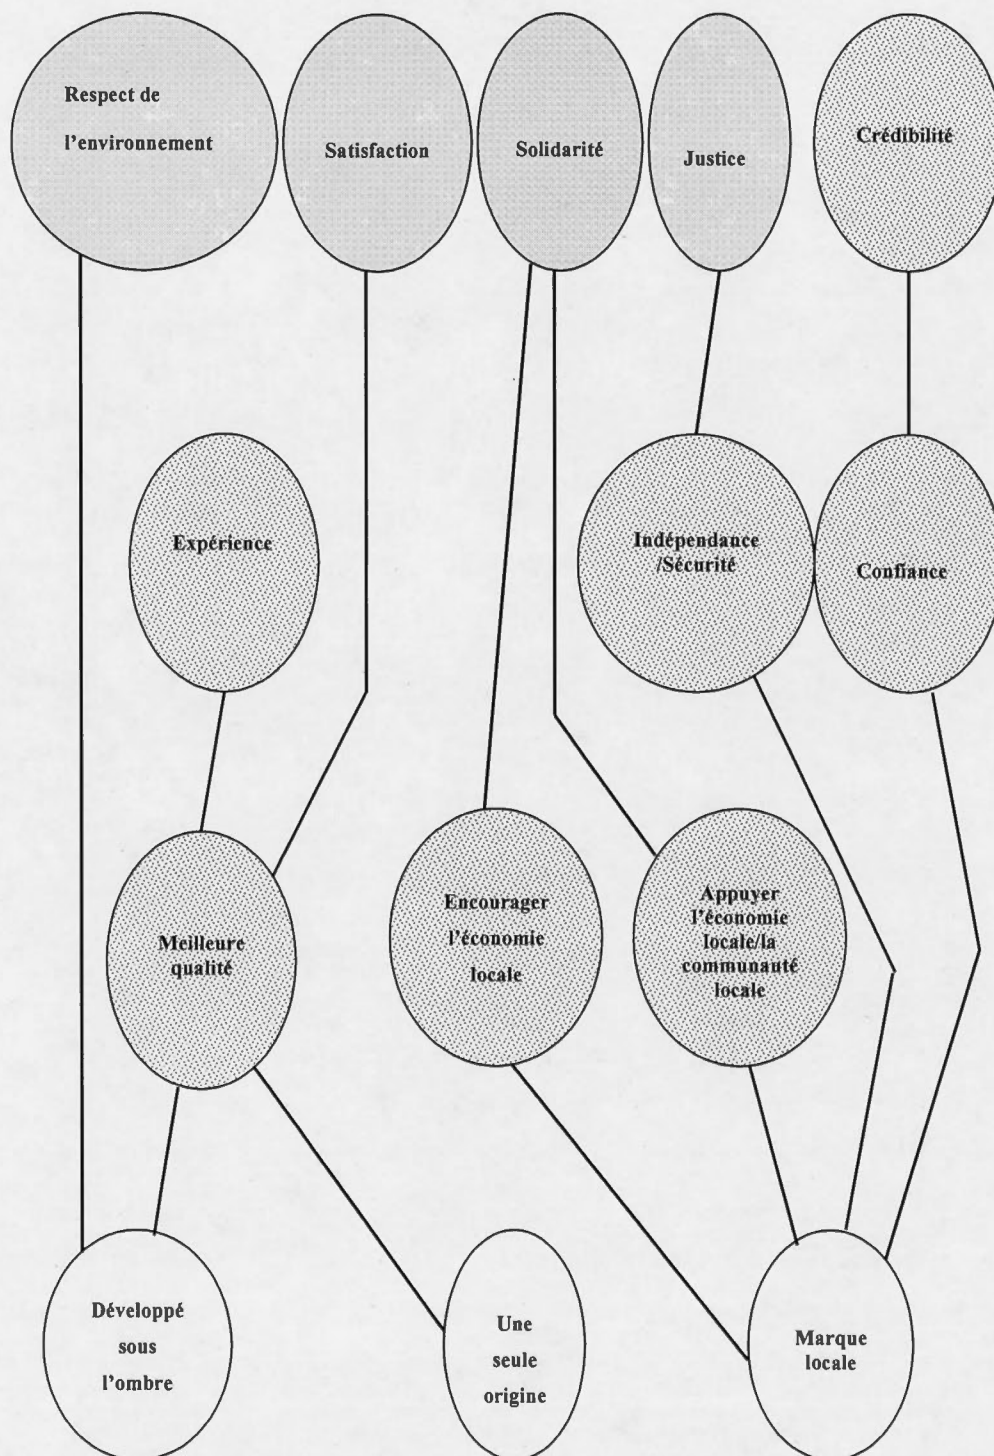 Respect de
l'environnement
Satisfaction
Solidarité
Justice
Crédibilité
Expérience
Indépendance
/Sécurité
Confiance
Meilleure
qualité
Encourager
l'économie
locale
Appuyer
l'économie
locale/la
communauté
locale
Développé
sous
l'ombre
Une
seule
origine
Marque
locale